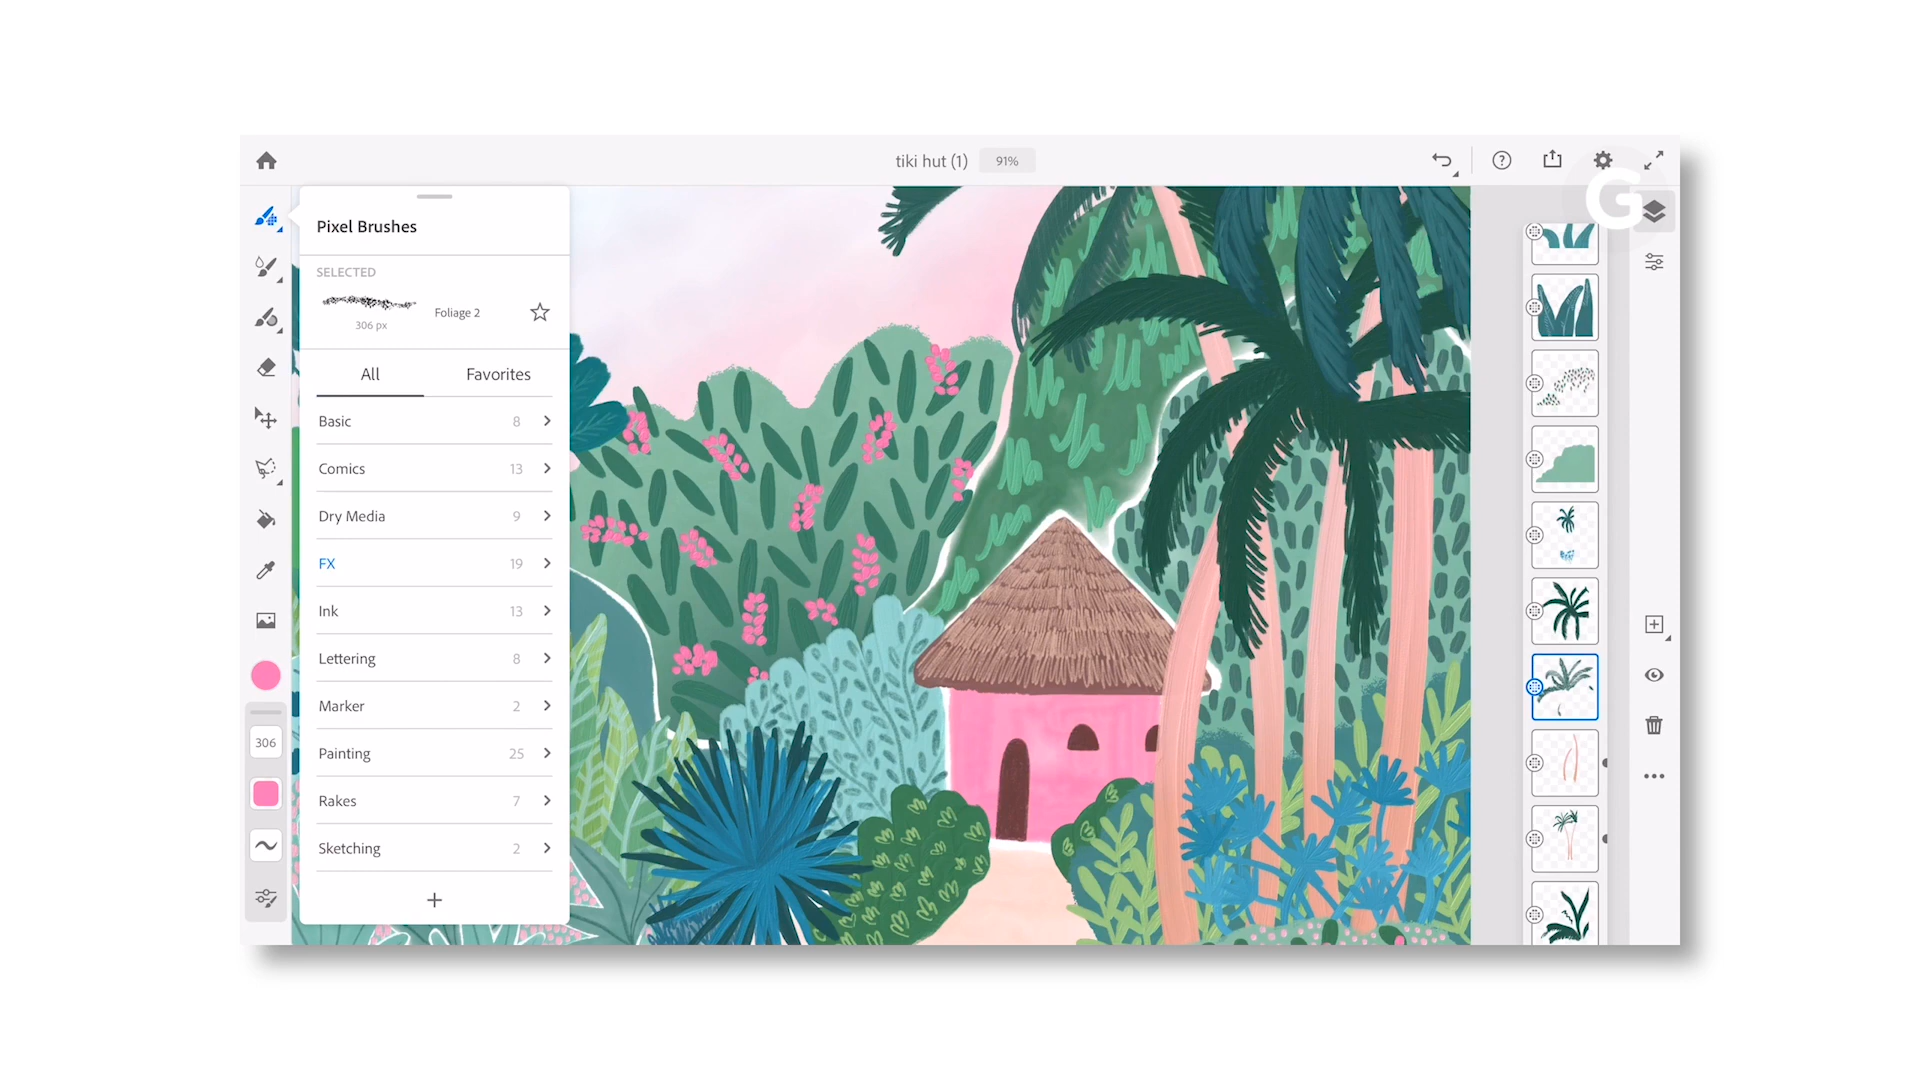 tiki hut (1) 91%
G
Pixel Brushes
SELECTED
306 px
Foliage 2
All Favorites
Basic 8
Comics 13
Dry Media 9
FX 19
Ink 13
Lettering 8
Marker 2
Painting 25
Rakes 7
Sketching 2
306